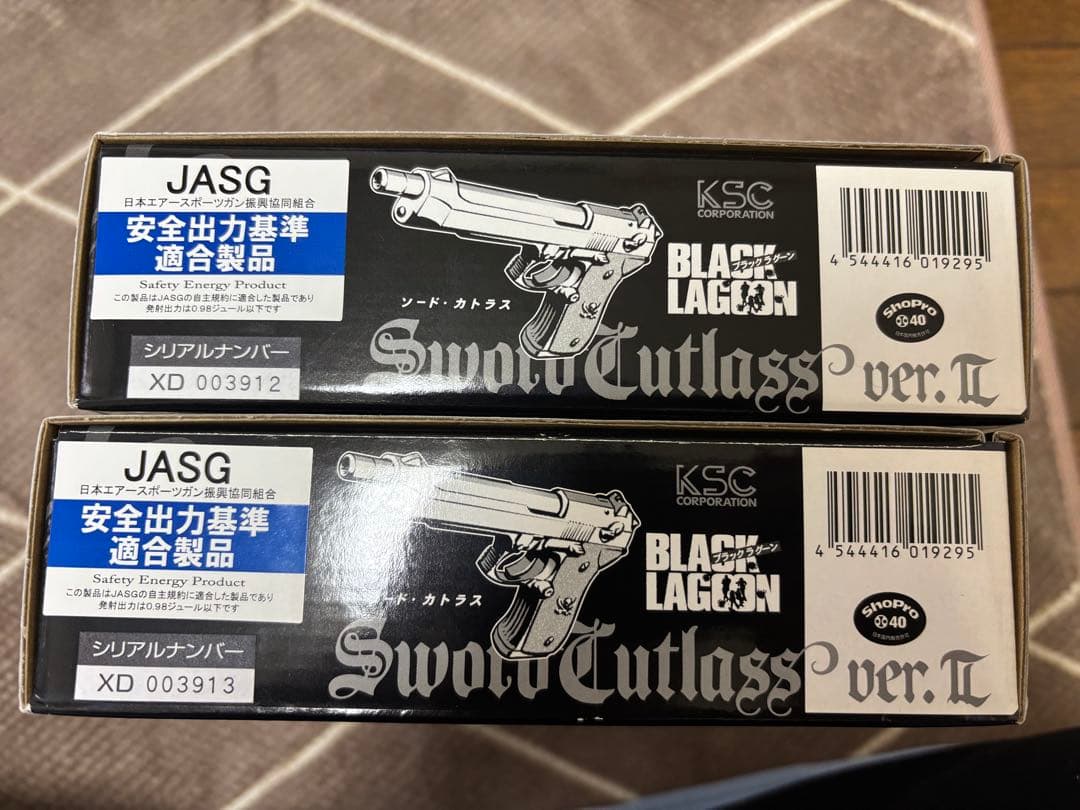 JASG
日本エアースポーツガン振興協同組合
安全出力基準
適合製品
Safety Energy Product
この製品はJASGの自主規約に適合した製品であり
発射出力は0.98ジュール以下です
シリアルナンバー
XD 003912
ソード・カトラス
KSC
CORPORATION
BLACK
ブラックラグーン
LAGOON
Sword Cutlass ver.II
4 544416 019295
ShoPro
40
JASG
日本エアースポーツガン振興協同組合
安全出力基準
適合製品
Safety Energy Product
この製品はJASGの自主規約に適合した製品であり
発射出力は0.98ジュール以下です
シリアルナンバー
XD 003913
ード・カトラス
KSC
CORPORATION
BLACK
ブラックラグーン
LAGOON
Sword Cutlass ver.II
4 544416 019295
ShoPro
40